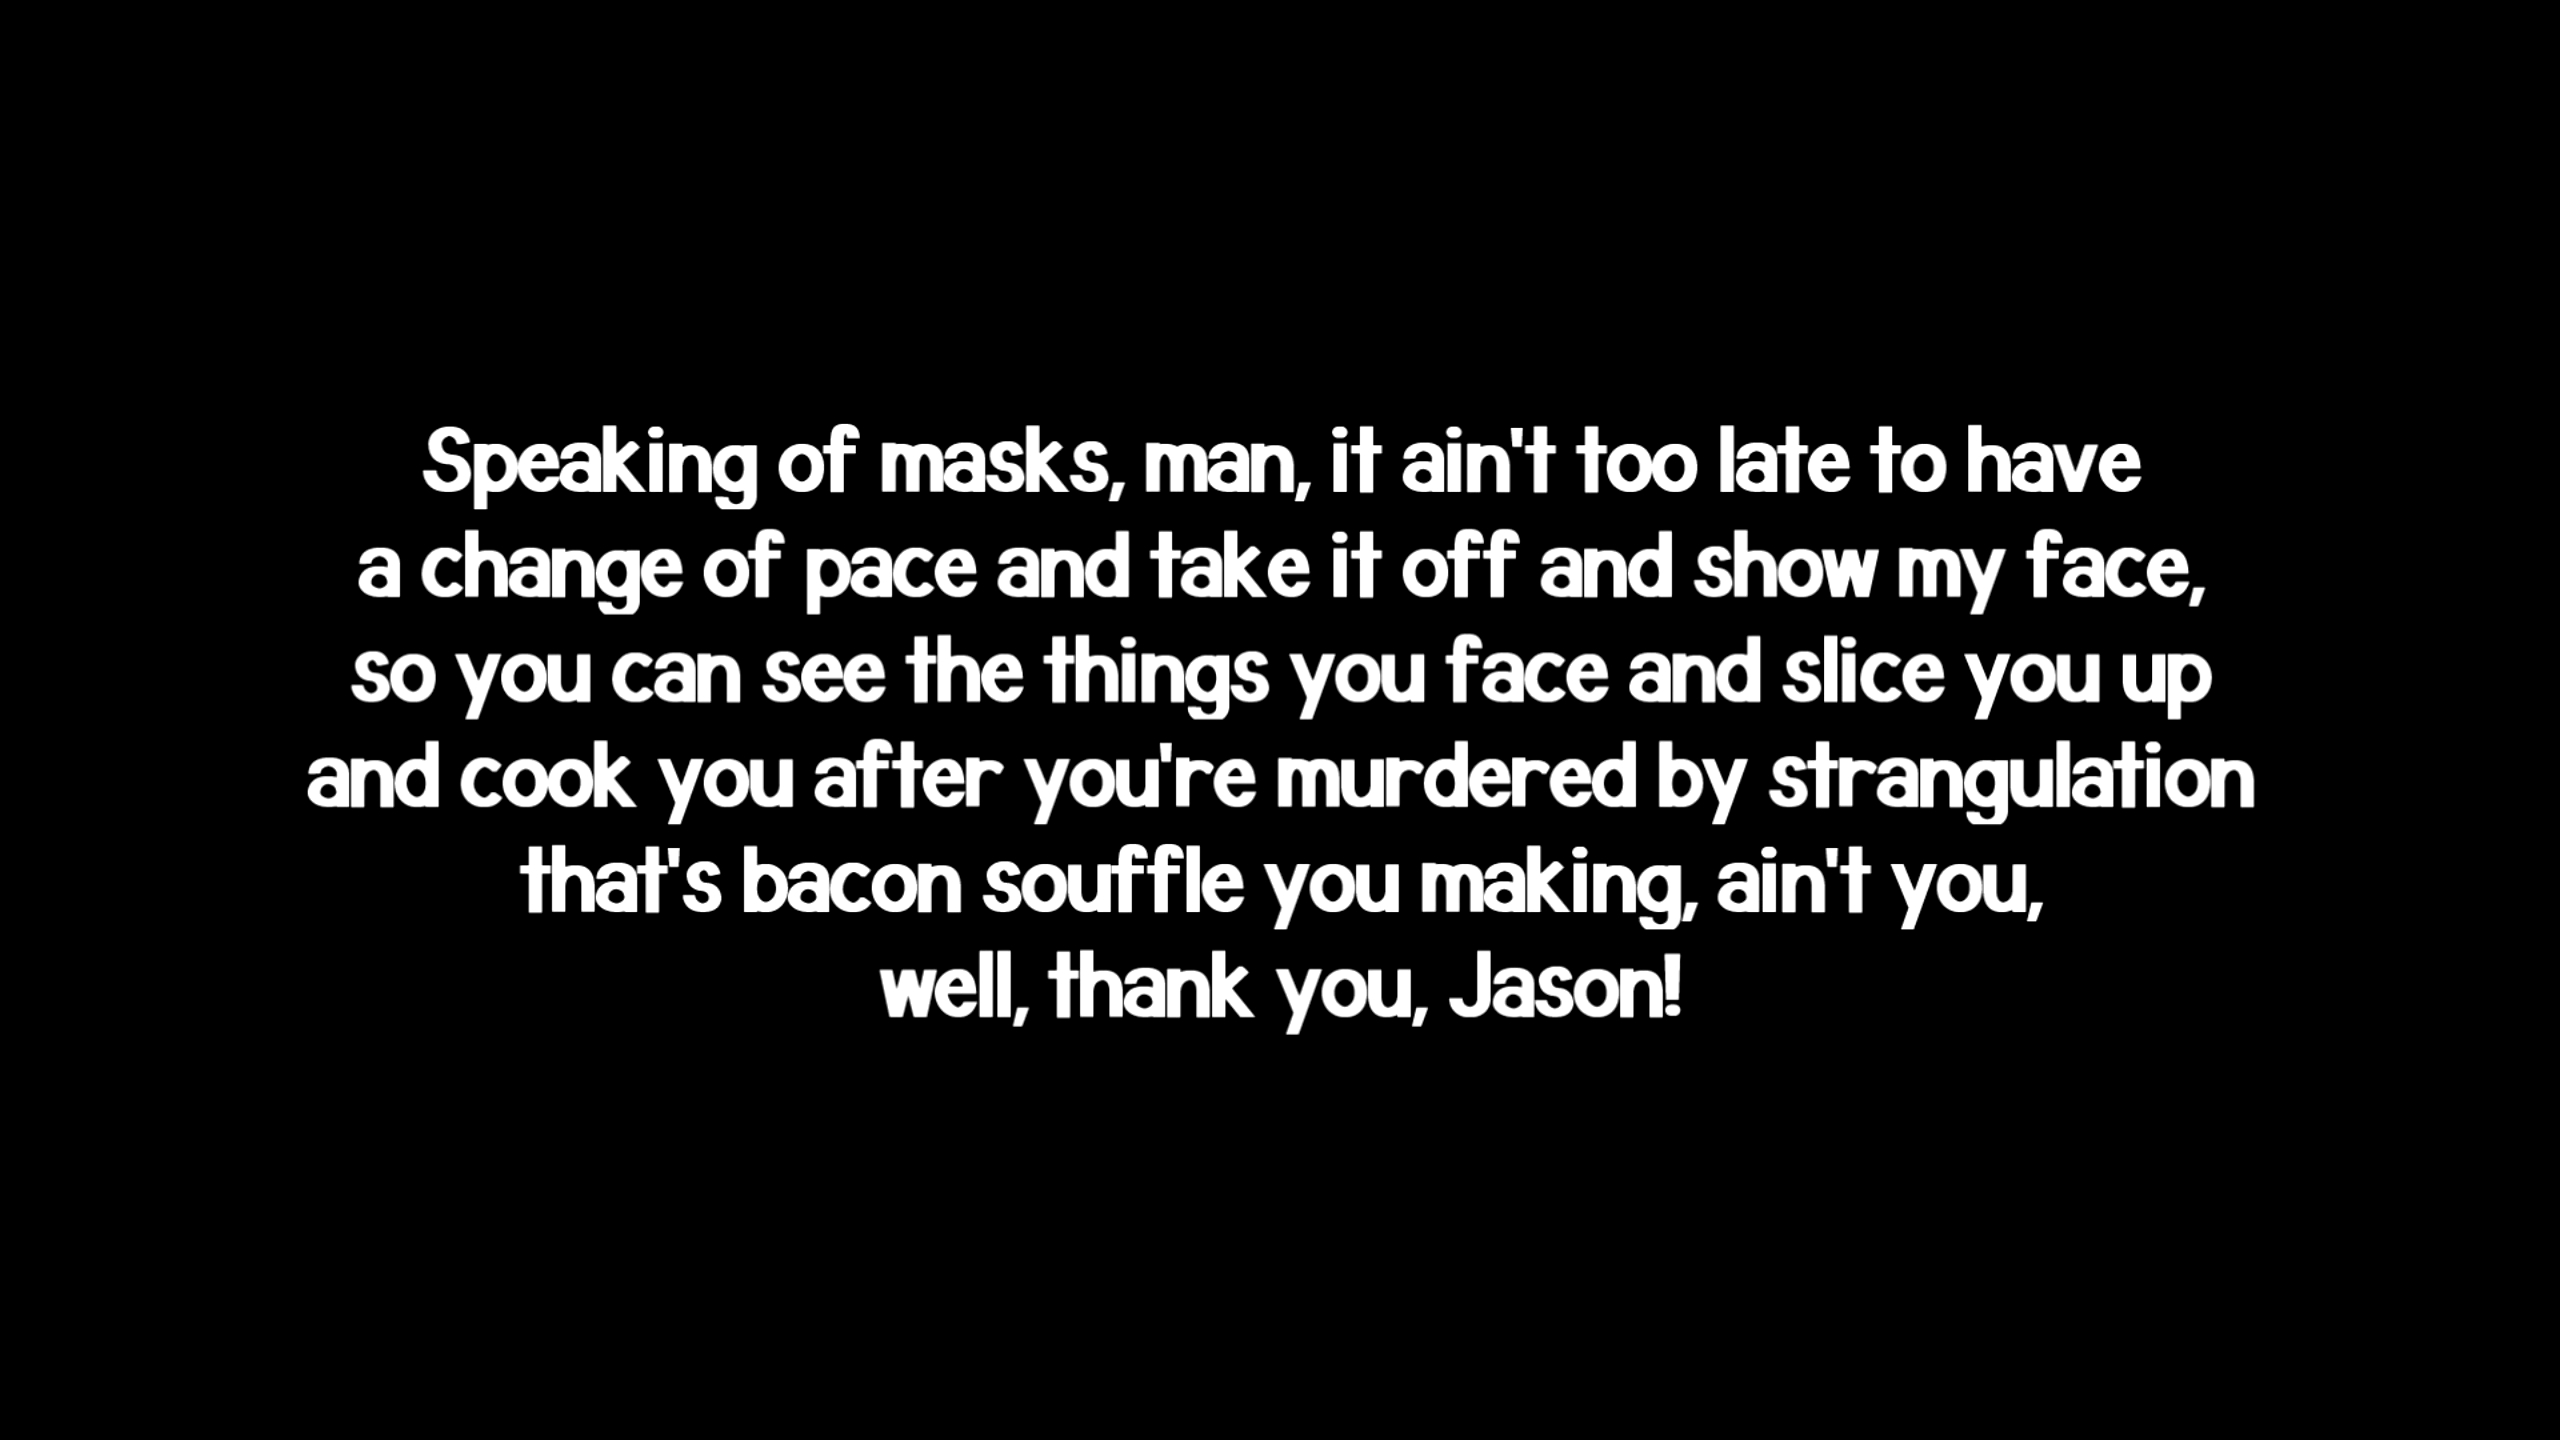 Speaking of masks, man, it ain't too late to have
a change of pace and take it off and show my face,
so you can see the things you face and slice you up
and cook you after you're murdered by strangulation
that's bacon souffle you making, ain't you,
well, thank you, Jason!